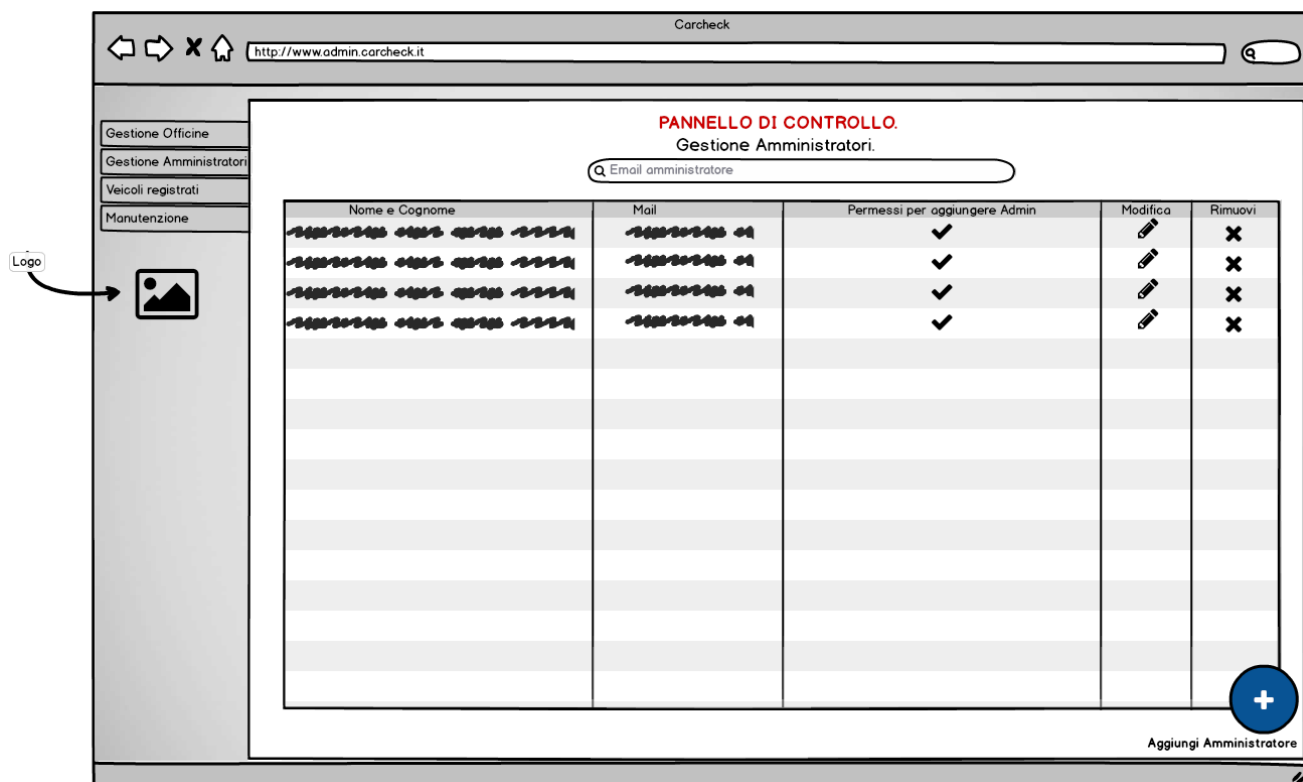 Carcheck
http://www.admin.carcheck.it
Gestione Officine
Gestione Amministratori
Veicoli registrati
Manutenzione
Logo
PANNELLO DI CONTROLLO.
Gestione Amministratori.
Email amministratore
Nome e Cognome Mail Permessi per aggiungere Admin Modifica Rimuovi
Aggiungi Amministratore